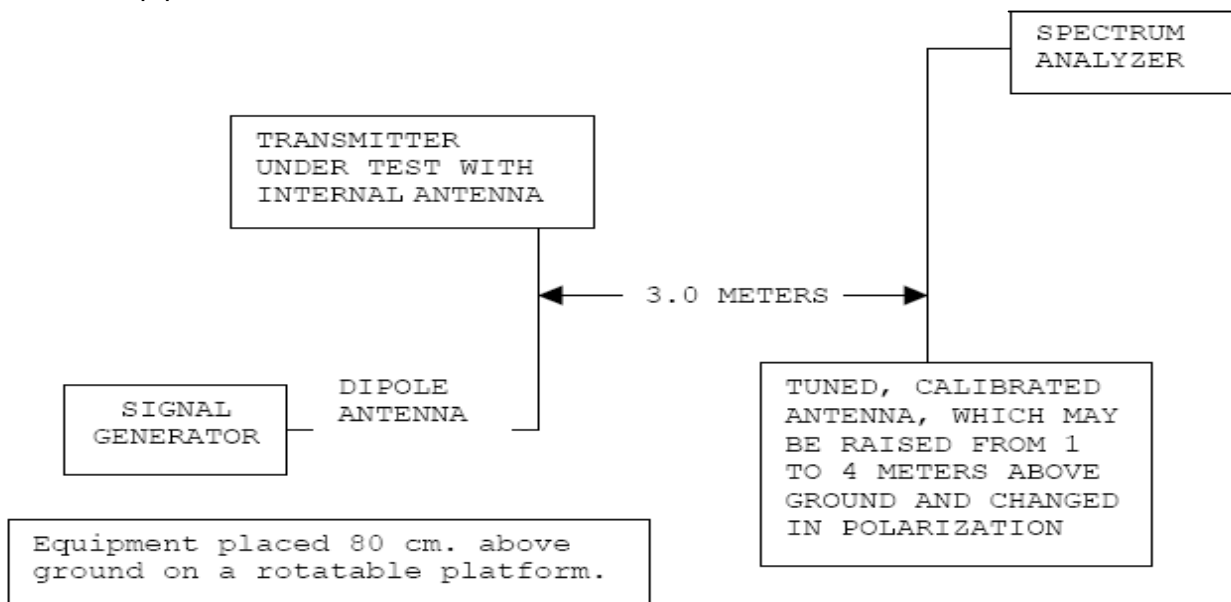 SPECTRUM
ANALYZER
TRANSMITTER
UNDER TEST WITH
INTERNAL ANTENNA
3.0 METERS
DIPOLE
ANTENNA
SIGNAL
GENERATOR
TUNED, CALIBRATED
ANTENNA, WHICH MAY
BE RAISED FROM 1
TO 4 METERS ABOVE
GROUND AND CHANGED
IN POLARIZATION
Equipment placed 80 cm. above
ground on a rotatable platform.